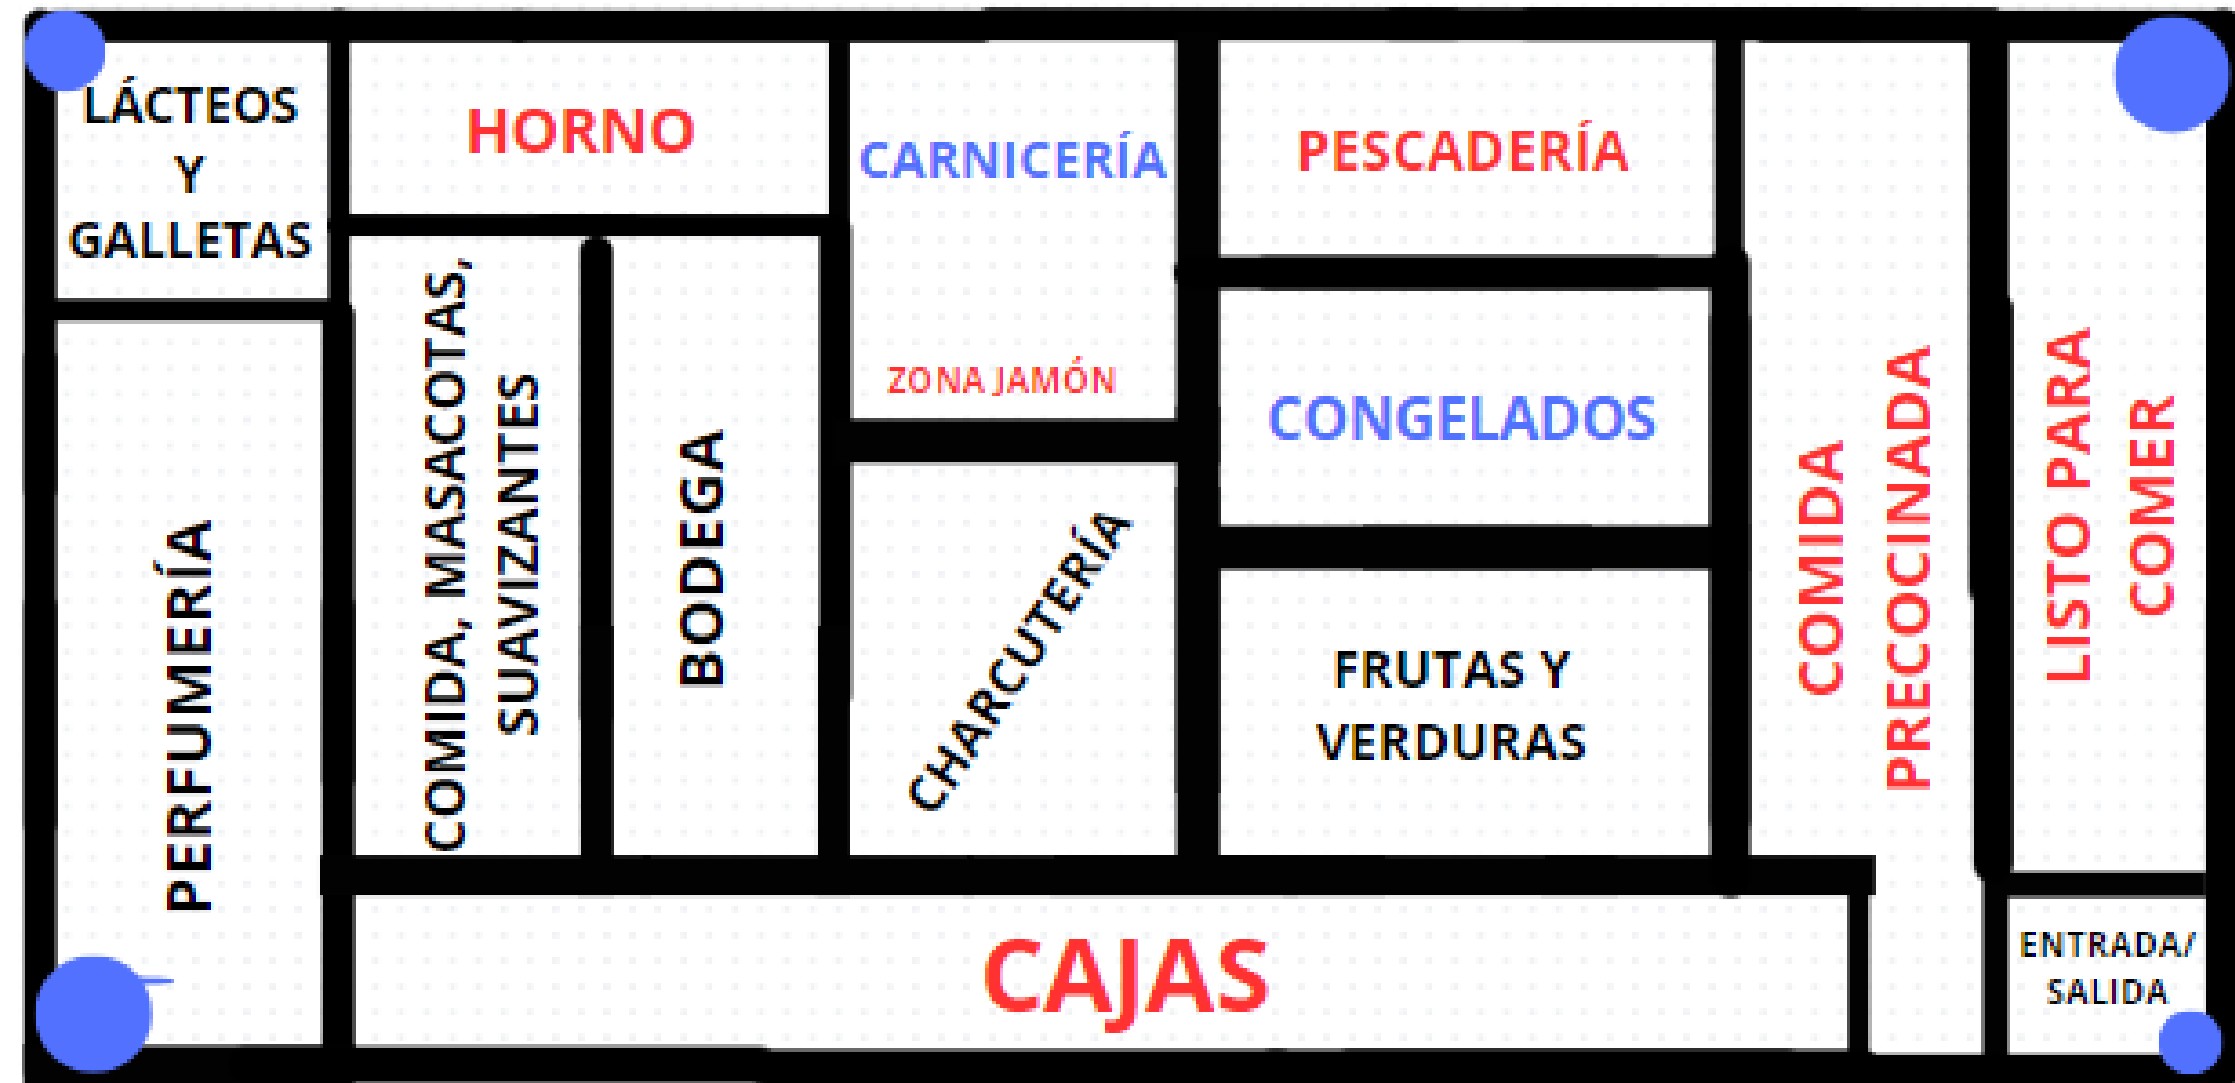 LÁCTEOS
Y
GALLETAS
HORNO
CARNICERÍA
ZONA JAMÓN
PESCADERÍA
CONGELADOS
FRUTAS Y
VERDURAS
COMIDA
PRECOCINADA
LISTO PARA
COMER
PERFUMERÍA
COMIDA, MASACOTAS,
SUAVIZANTES
BODEGA
CHARCUTERÍA
CAJAS
ENTRADA/
SALIDA